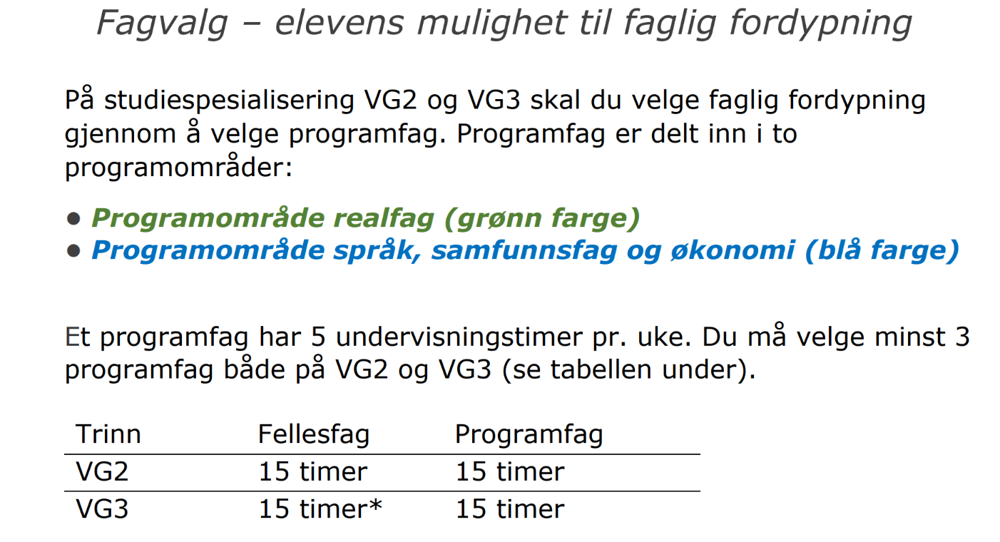 Fagvalg – elevens mulighet til faglig fordypning
På studiespesialisering VG2 og VG3 skal du velge faglig fordypning
gjennom å velge programfag. Programfag er delt inn i to
programområder:
● Programområde realfag (grønn farge)
● Programområde språk, samfunnsfag og økonomi (blå farge)
Et programfag har 5 undervisningstimer pr. uke. Du må velge minst 3
programfag både på VG2 og VG3 (se tabellen under).
Trinn Fellesfag Programfag
VG2 15 timer 15 timer
VG3 15 timer* 15 timer